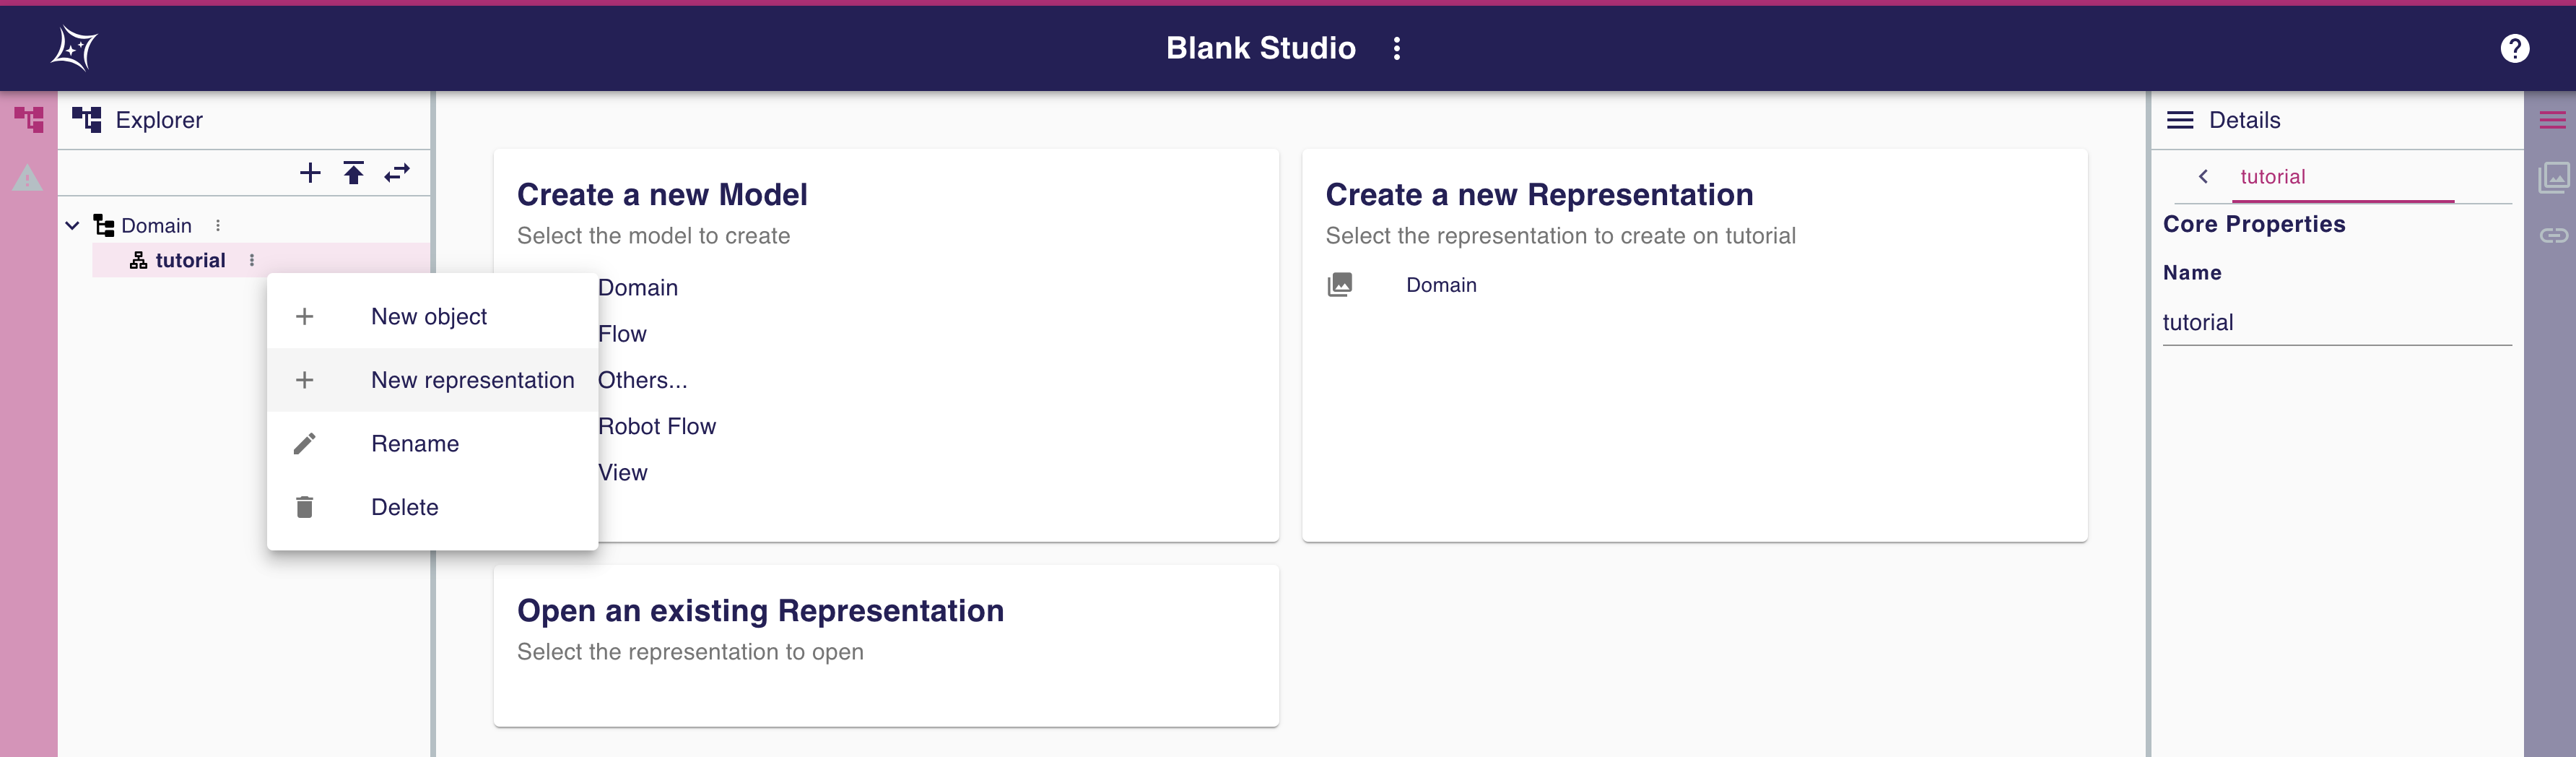 Blank Studio
Explorer
Domain
tutorial
New object
New representation
Rename
Delete
Create a new Model
Select the model to create
Domain
Flow
Others...
Robot Flow
View
Create a new Representation
Select the representation to create on tutorial
Domain
Open an existing Representation
Select the representation to open
Details
tutorial
Core Properties
Name
tutorial